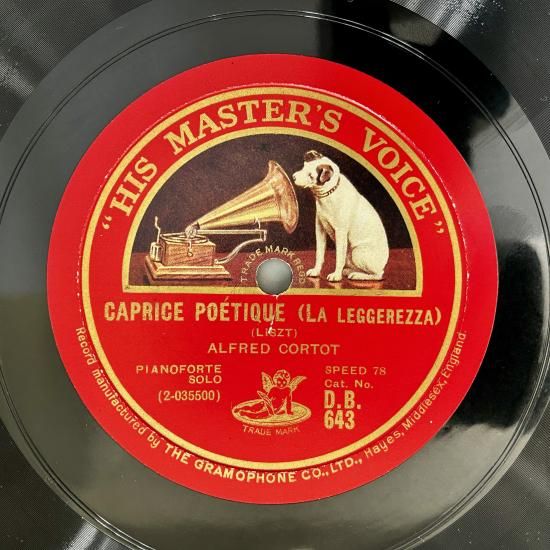 "HIS MASTER'S VOICE"
TRADE MARK REGD
CAPRICE POÉTIQUE (LA LEGGEREZZA)
(LISZT)
ALFRED CORTOT
PIANOFORTE
SOLO
(2-035500)
TRADE MARK
SPEED 78
Cat. No.
D.B.
643
Record manufactured by THE GRAMOPHONE CO., LTD., Hayes, Middlesex, England.